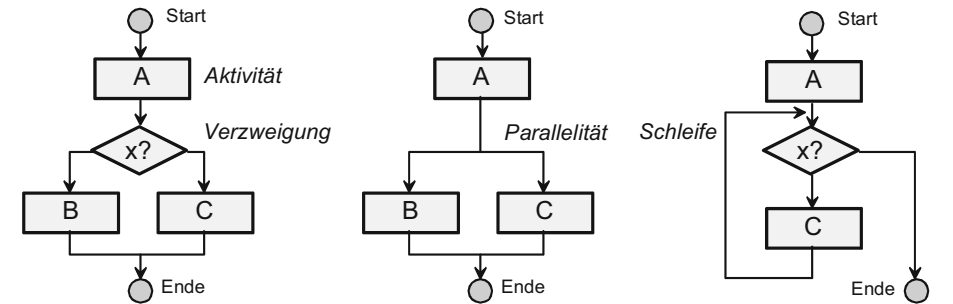 Start
A
Aktivität
Verzweigung
x?
B
C
Ende
Start
A
Parallelität
B
C
Ende
Start
A
Schleife
x?
C
Ende